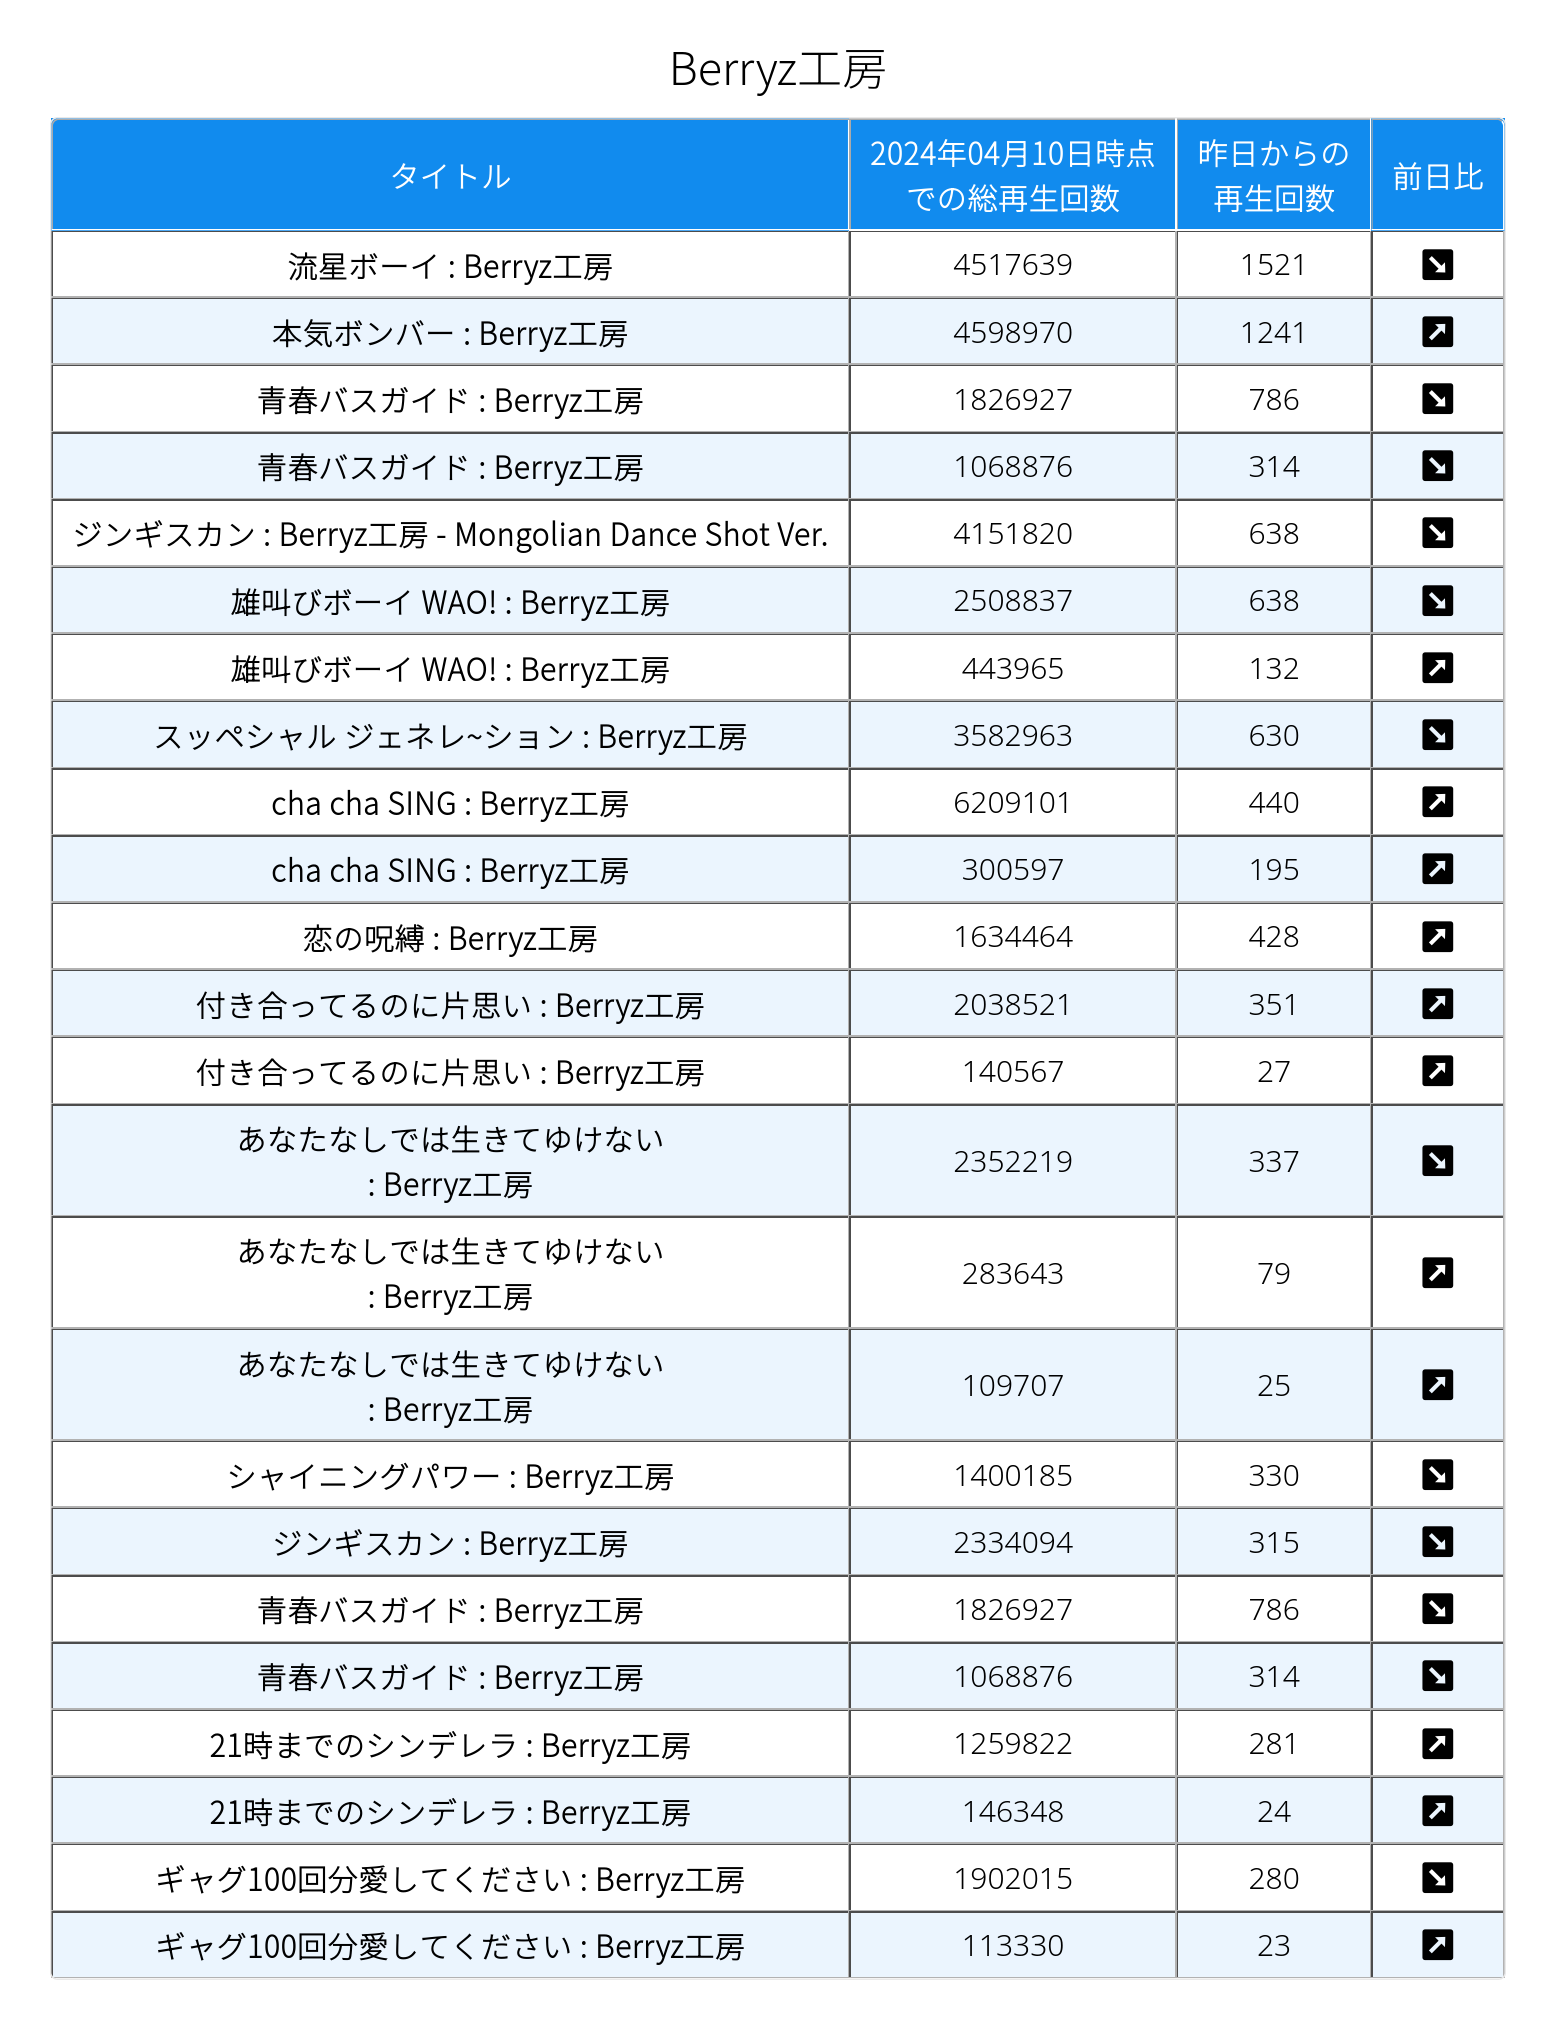 Berryz工房
タイトル 2024年04月10日時点での総再生回数 昨日からの再生回数 前日比
流星ボーイ : Berryz工房 4517639 1521 ↘
本気ボンバー : Berryz工房 4598970 1241 ↗
青春バスガイド : Berryz工房 1826927 786 ↘
青春バスガイド : Berryz工房 1068876 314 ↘
ジンギスカン : Berryz工房 - Mongolian Dance Shot Ver. 4151820 638 ↘
雄叫びボーイ WAO! : Berryz工房 2508837 638 ↘
雄叫びボーイ WAO! : Berryz工房 443965 132 ↗
スッペシャル ジェネレ~ション : Berryz工房 3582963 630 ↘
cha cha SING : Berryz工房 6209101 440 ↗
cha cha SING : Berryz工房 300597 195 ↗
恋の呪縛 : Berryz工房 1634464 428 ↗
付き合ってるのに片思い : Berryz工房 2038521 351 ↗
付き合ってるのに片思い : Berryz工房 140567 27 ↗
あなたなしでは生きてゆけない : Berryz工房 2352219 337 ↘
あなたなしでは生きてゆけない : Berryz工房 283643 79 ↗
あなたなしでは生きてゆけない : Berryz工房 109707 25 ↗
シャイニングパワー : Berryz工房 1400185 330 ↘
ジンギスカン : Berryz工房 2334094 315 ↘
青春バスガイド : Berryz工房 1826927 786 ↘
青春バスガイド : Berryz工房 1068876 314 ↘
21時までのシンデレラ : Berryz工房 1259822 281 ↗
21時までのシンデレラ : Berryz工房 146348 24 ↗
ギャグ100回分愛してください : Berryz工房 1902015 280 ↘
ギャグ100回分愛してください : Berryz工房 113330 23 ↗